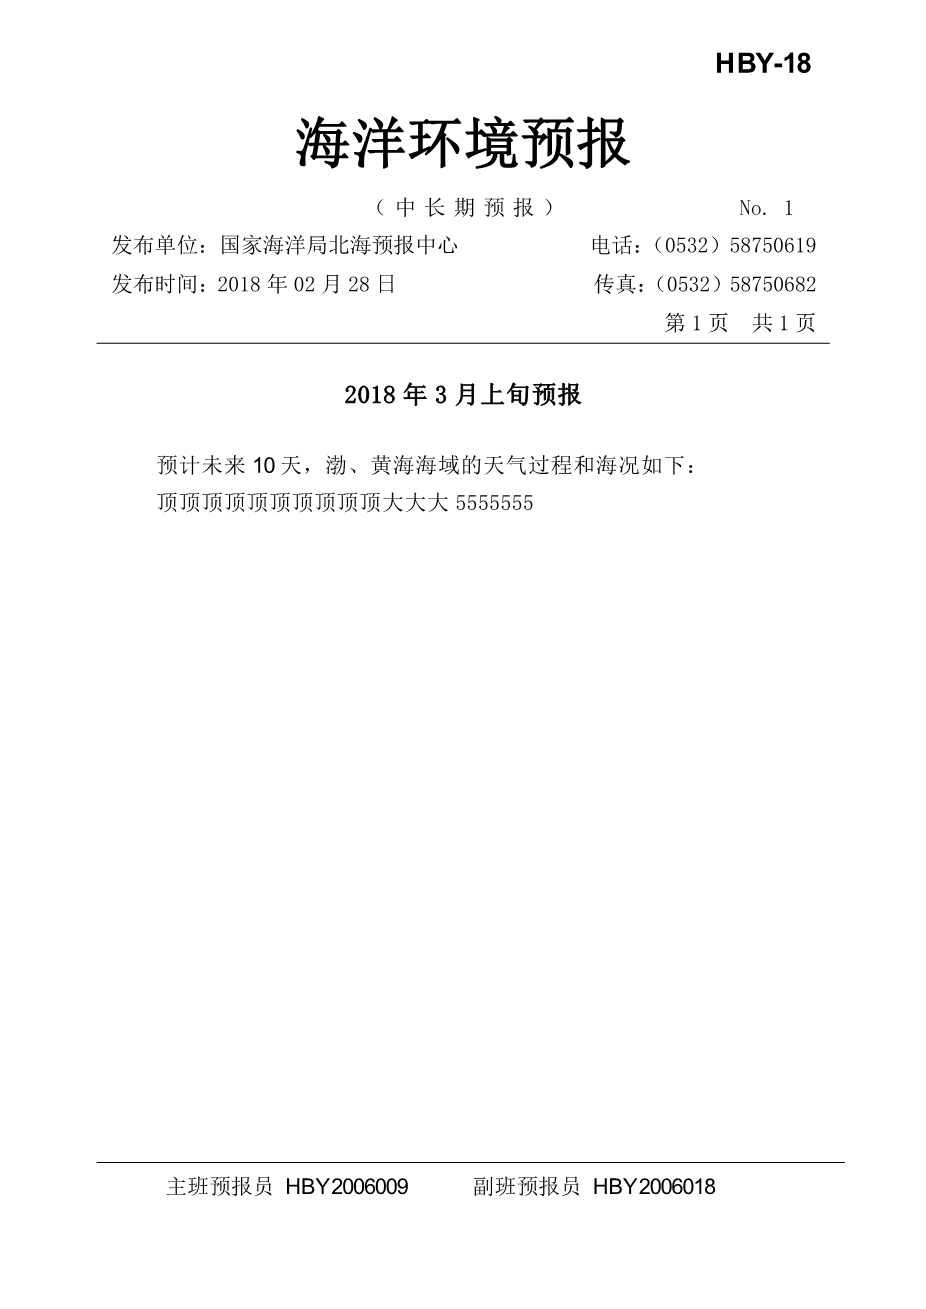 HBY-18
海洋环境预报
（中长期预报） No. 1
发布单位：国家海洋局北海预报中心 电话：（0532）58750619
发布时间：2018 年 02 月 28 日 传真：（0532）58750682
第 1 页 共 1 页
2018 年 3 月上旬预报
预计未来 10 天，渤、黄海海域的天气过程和海况如下：
顶顶顶顶顶顶顶顶顶顶大大大 5555555
主班预报员 HBY2006009 副班预报员 HBY2006018